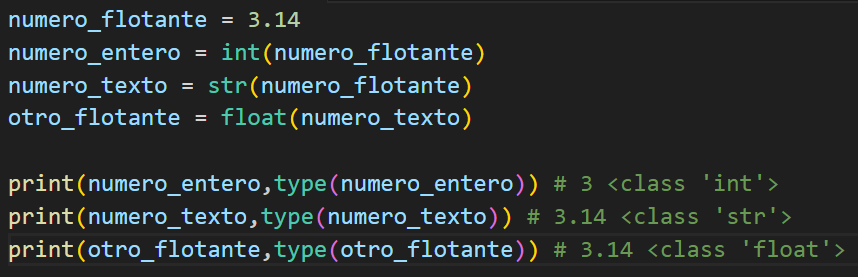 numero_flotante = 3.14
numero_entero = int(numero_flotante)
numero_texto = str(numero_flotante)
otro_flotante = float(numero_texto)
print(numero_entero,type(numero_entero)) # 3 <class 'int'>
print(numero_texto,type(numero_texto)) # 3.14 <class 'str'>
print(otro_flotante,type(otro_flotante)) # 3.14 <class 'float'>